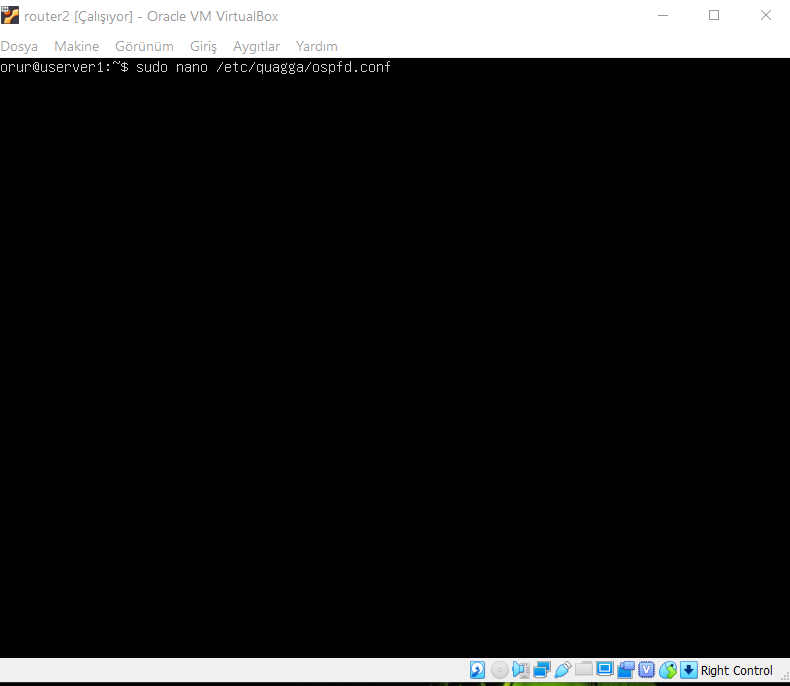 router2 [Çalışıyor] - Oracle VM VirtualBox
Dosya Makine Görünüm Giriş Aygıtlar Yardım
orur@userver1:~$ sudo nano /etc/quagga/ospfd.conf
Right Control